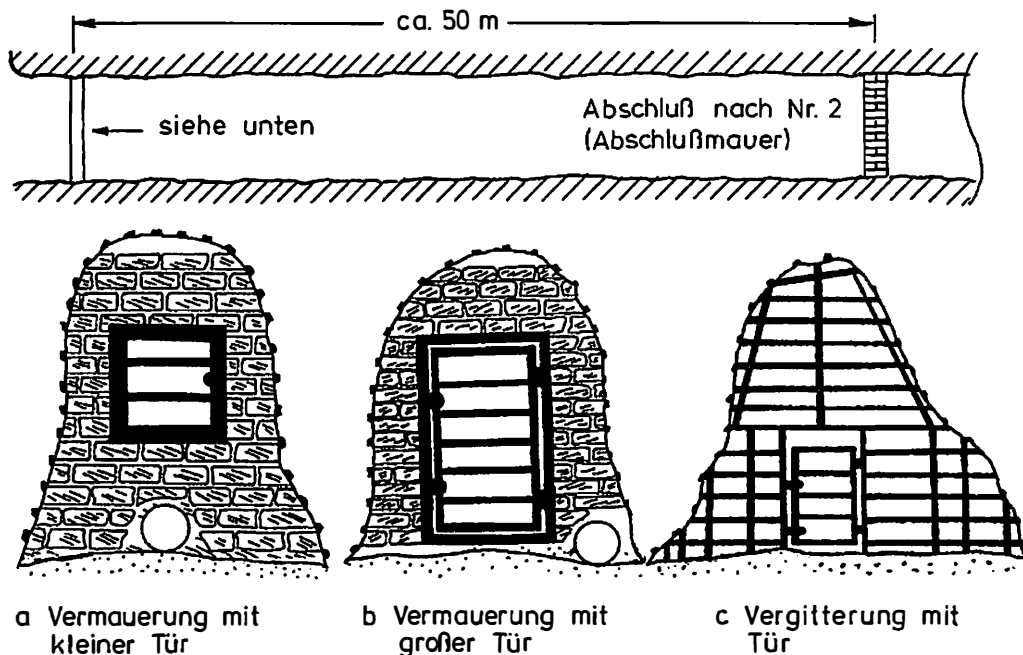 ca. 50 m
siehe unten
Abschluß nach Nr. 2
(Abschlußmauer)
a Vermauerung mit
kleiner Tür
b Vermauerung mit
großer Tür
c Vergitterung mit
Tür